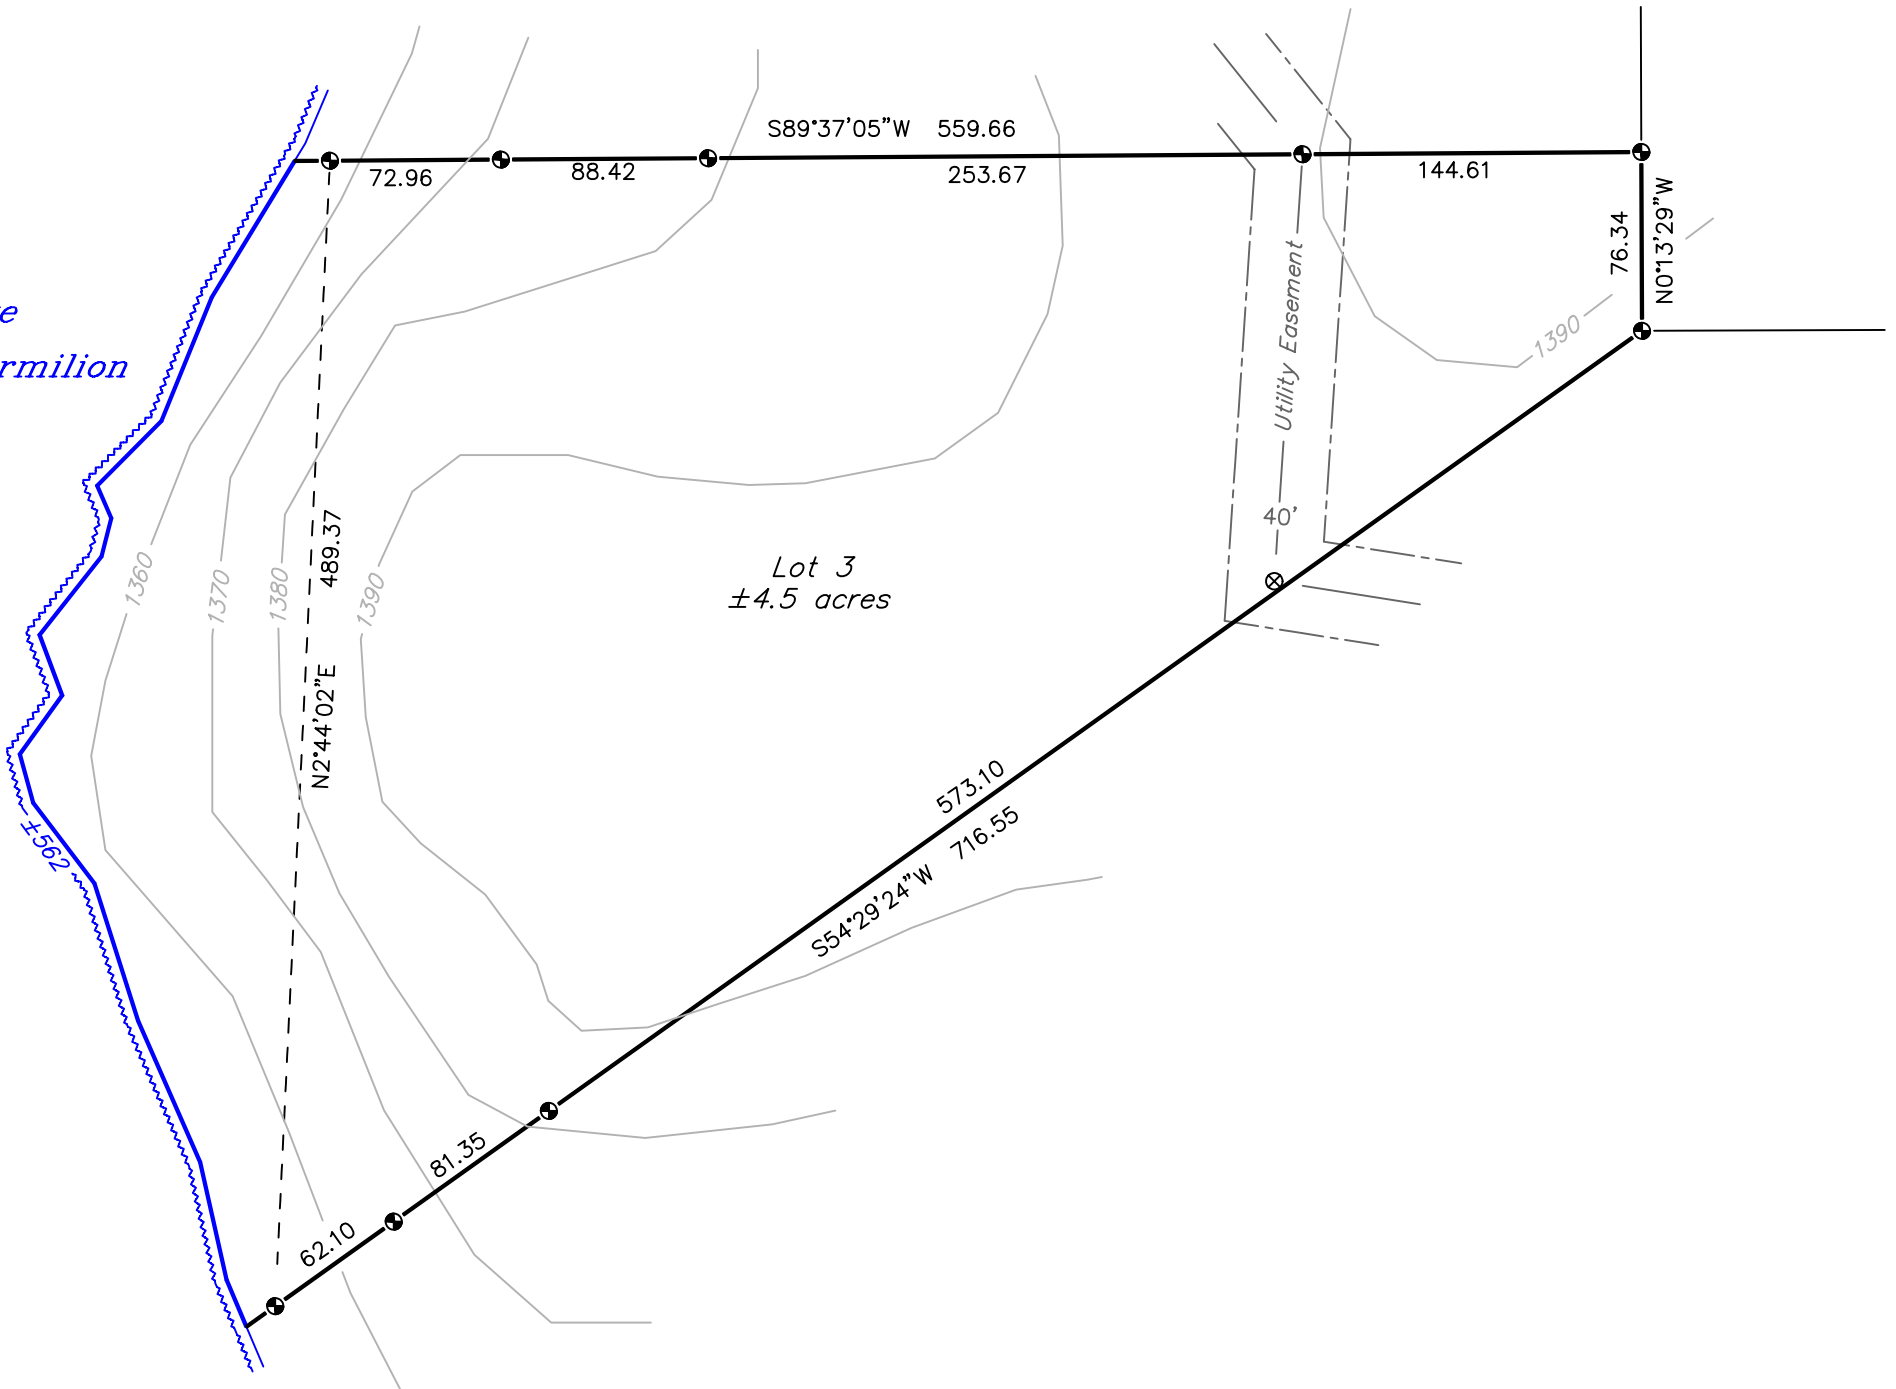 S89°37'05"W 559.66
72.96
88.42
253.67
144.61
76.34
N0°13'29"W
Utility Easement
40'
1390
rmilion
489.37
N2°44'02"E
1360
1370
1380
1390
Lot 3
±4.5 acres
±562
573.10
S54°29'24"W 716.55
81.35
62.10